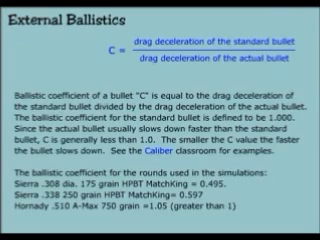 External Ballistics
C = drag deceleration of the standard bullet
drag deceleration of the actual bullet
Ballistic coefficient of a bullet "C" is equal to the drag deceleration of
the standard bullet divided by the drag deceleration of the actual bullet.
The ballistic coefficient for the standard bullet is defined to be 1.000.
Since the actual bullet usually slows down faster than the standard
bullet, C is generally less than 1.0. The smaller the C value the faster
the bullet slows down. See the Caliber classroom for examples.
The ballistic coefficient for the rounds used in the simulations:
Sierra .308 dia. 175 grain HPBT MatchKing = 0.495.
Sierra .338 250 grain HPBT MatchKing= 0.597
Hornady .510 A-Max 750 grain =1.05 (greater than 1)